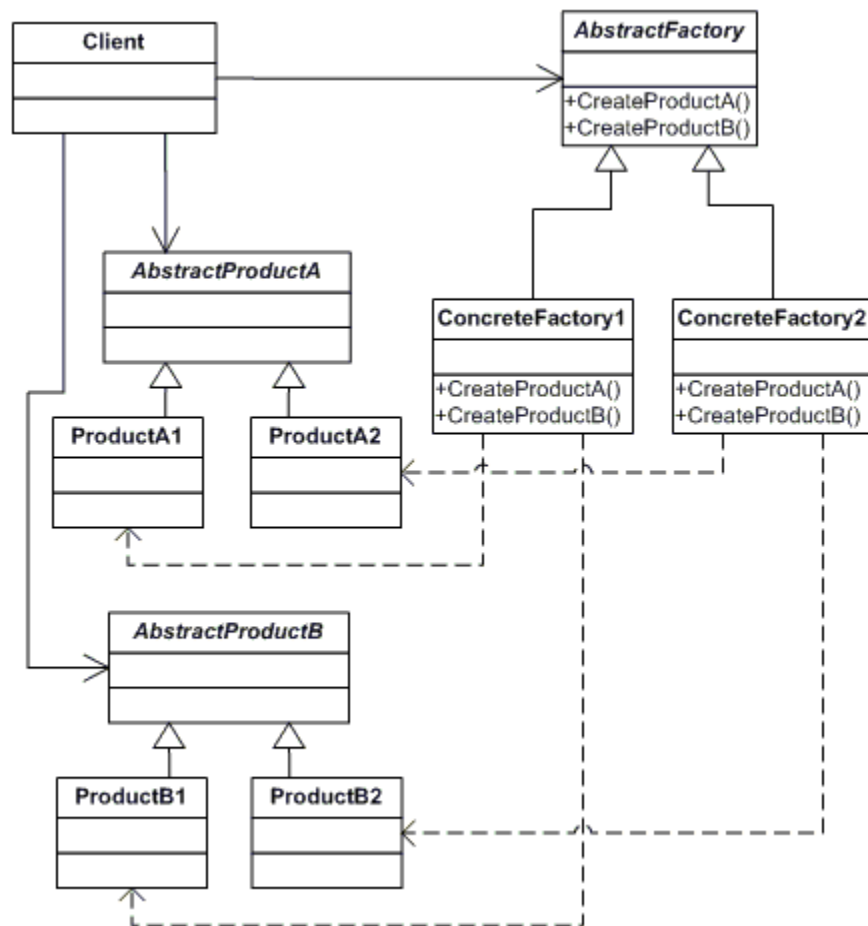 Client
AbstractFactory
+CreateProductA()
+CreateProductB()
AbstractProductA
ConcreteFactory1
+CreateProductA()
+CreateProductB()
ConcreteFactory2
+CreateProductA()
+CreateProductB()
ProductA1
ProductA2
AbstractProductB
ProductB1
ProductB2